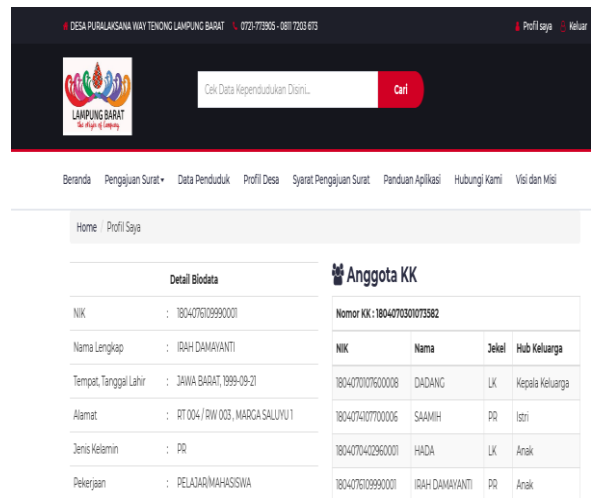 DESA PURALAKSANA WAY TENONG LAMPUNG BARAT 0721-773905 - 0811 7203 673 Profil saya Keluar
LAMPUNG BARAT
The Origin of Lampung
Cek Data Kependudukan Disini... Cari
Beranda Pengajuan Surat Data Penduduk Profil Desa Syarat Pengajuan Surat Panduan Aplikasi Hubungi Kami Visi dan Misi
Home / Profil Saya
Detail Biodata
NIK : 1804076109990001
Nama Lengkap : IRAH DAMAYANTI
Tempat, Tanggal Lahir : JAWA BARAT, 1999-09-21
Alamat : RT 004 / RW 003 , MARGA SALUYU 1
Jenis Kelamin : PR
Pekerjaan : PELAJAR/MAHASISWA
Anggota KK
Nomor KK : 1804070301073582
NIK Nama Jekel Hub Keluarga
1804070107600008 DADANG LK Kepala Keluarga
1804074107700006 SAAMIH PR Istri
1804070402960001 HADA LK Anak
1804076109990001 IRAH DAMAYANTI PR Anak